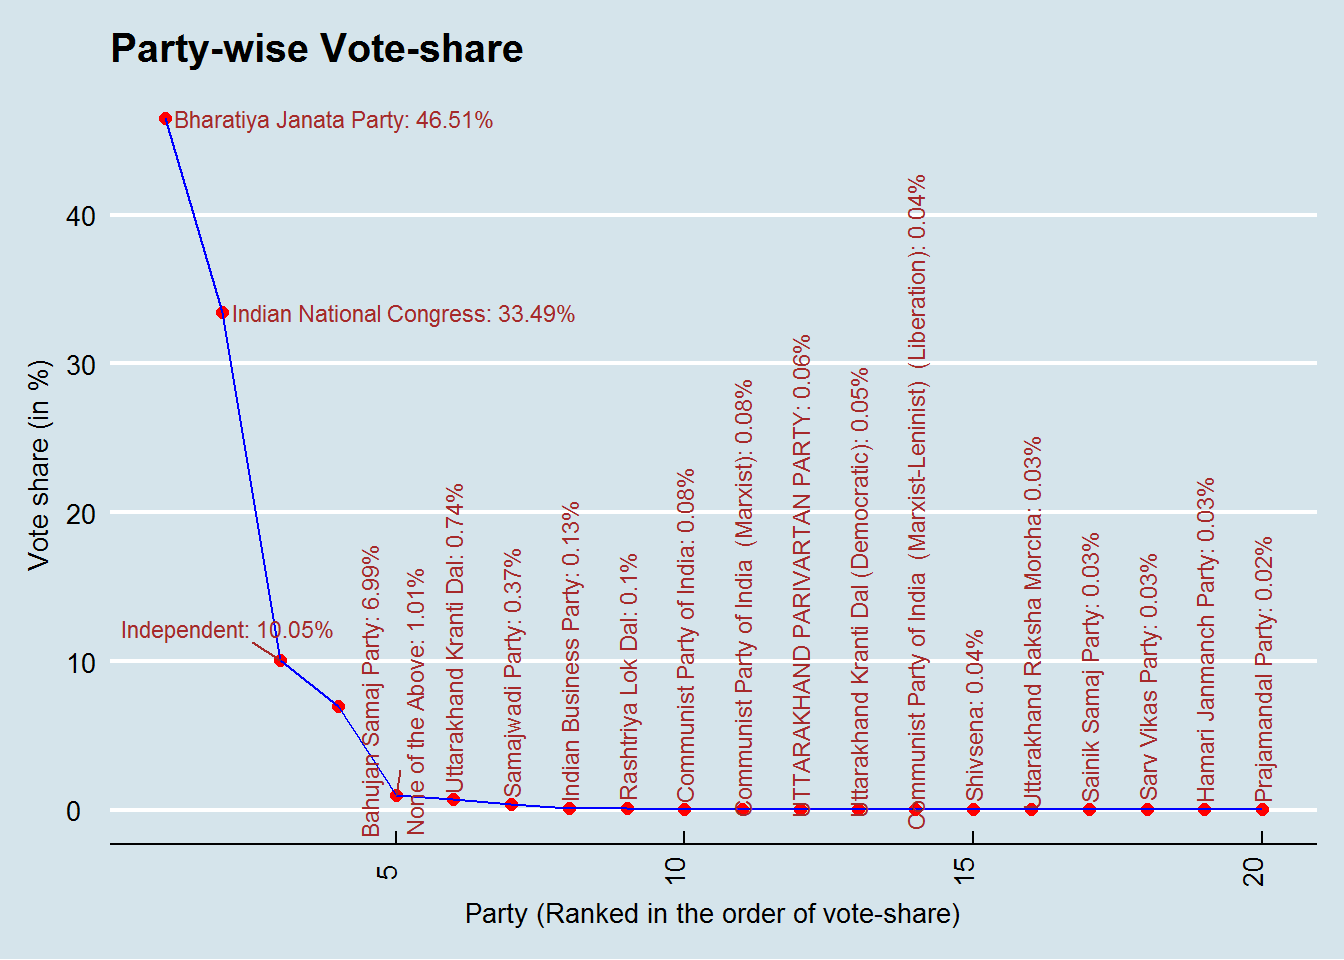 Party-wise Vote-share
Bharatiya Janata Party: 46.51%
Indian National Congress: 33.49%
Independent: 10.05%
Bahujan Samaj Party: 6.99%
None of the Above: 1.01%
Uttarakhand Kranti Dal: 0.74%
Samajwadi Party: 0.37%
Indian Business Party: 0.13%
Rashtriya Lok Dal: 0.1%
Communist Party of India: 0.08%
Communist Party of India  (Marxist): 0.08%
UTTARAKHAND PARIVARTAN PARTY: 0.06%
Uttarakhand Kranti Dal (Democratic): 0.05%
Communist Party of India  (Marxist-Leninist)  (Liberation): 0.04%
Shivsena: 0.04%
Uttarakhand Raksha Morcha: 0.03%
Sainik Samaj Party: 0.03%
Sarv Vikas Party: 0.03%
Hamari Janmanch Party: 0.03%
Prajamandal Party: 0.02%
Vote share (in %)
40
30
20
10
0
5
10
15
20
Party (Ranked in the order of vote-share)